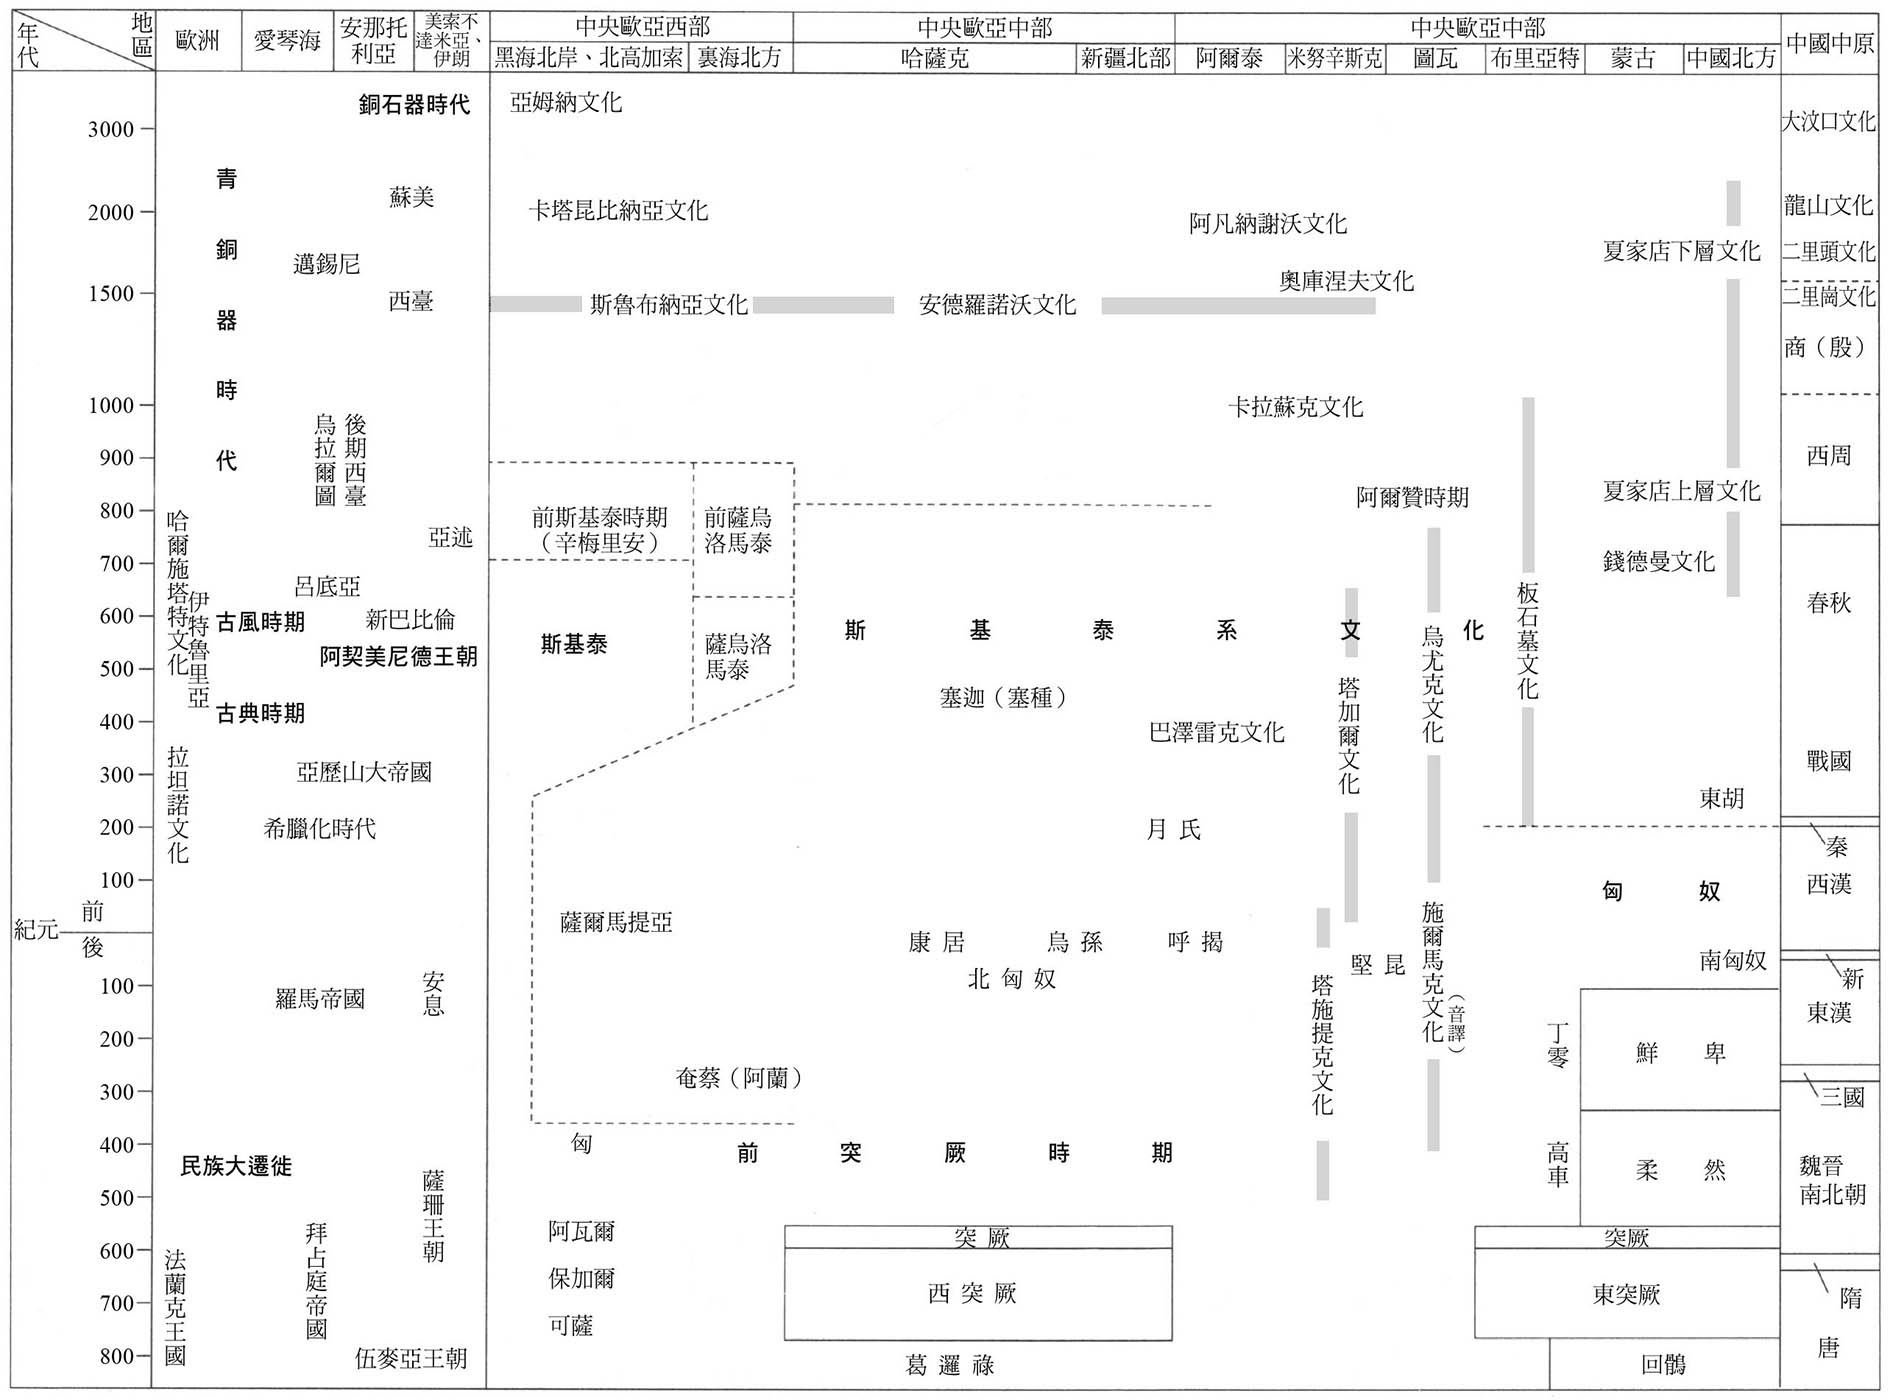 年代
地區
歐洲
愛琴海
安那托
利亞
美索不
達米亞、
伊朗
中央歐亞西部
中央歐亞中部
中央歐亞中部
中國中原
黑海北岸、北高加索
裏海北方
哈薩克
新疆北部
阿爾泰
米努辛斯克
圖瓦
布里亞特
蒙古
中國北方
3000
2000
1500
1000
900
800
700
600
500
400
300
200
100
紀元
前
後
100
200
300
400
500
600
700
800
青銅器時代
哈爾施塔特文化
伊特魯里亞
拉坦諾文化
民族大遷徙
法蘭克王國
銅石器時代
蘇美
邁錫尼
西臺
烏拉爾圖
後期西臺
亞述
呂底亞
古風時期
新巴比倫
阿契美尼德王朝
古典時期
亞歷山大帝國
希臘化時代
羅馬帝國
安息
薩珊王朝
拜占庭帝國
伍麥亞王朝
亞姆納文化
卡塔昆比納亞文化
斯魯布納亞文化
安德羅諾沃文化
前斯基泰時期
（辛梅里安）
前薩烏
洛馬泰
斯基泰
薩烏洛
馬泰
薩爾馬提亞
奄蔡（阿蘭）
匈
阿瓦爾
保加爾
可薩
斯基泰系文化
塞迦（塞種）
巴澤雷克文化
月氏
康居
烏孫
呼揭
北匈奴
前突厥時期
突厥
西突厥
葛邏祿
阿凡納謝沃文化
奧庫涅夫文化
卡拉蘇克文化
阿爾贊時期
塔加爾文化
烏尤克文化
板石墓文化
堅昆
塔施提克文化
施爾馬克文化
（音譯）
丁零
高車
夏家店下層文化
夏家店上層文化
錢德曼文化
東胡
匈奴
南匈奴
鮮卑
柔然
突厥
東突厥
回鶻
大汶口文化
龍山文化
二里頭文化
二里崗文化
商（殷）
西周
春秋
戰國
秦
西漢
新
東漢
三國
魏晉
南北朝
隋
唐